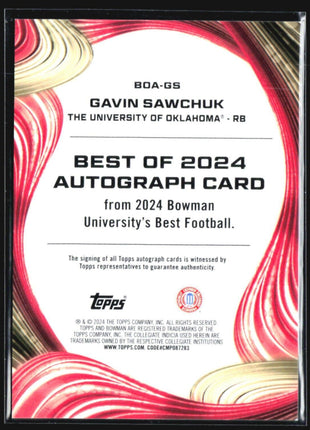 BOA-GS
GAVIN SAWCHUK
THE UNIVERSITY OF OKLAHOMA® - RB
BEST OF 2024
AUTOGRAPH CARD
from 2024 Bowman
University's Best Football.
The signing of all Topps autograph cards is witnessed by
Topps representatives to guarantee authenticity.
Topps
® & © 2024 THE TOPPS COMPANY, INC. ALL RIGHTS RESERVED.
TOPPS AND BOWMAN ARE REGISTERED TRADEMARKS OF THE
TOPPS COMPANY, INC. THE COLLEGIATE INDICIA USED HEREIN ARE
TRADEMARKS OWNED BY THE RESPECTIVE COLLEGIATE INSTITUTIONS
WWW.TOPPS.COM. CODE#CMP067283